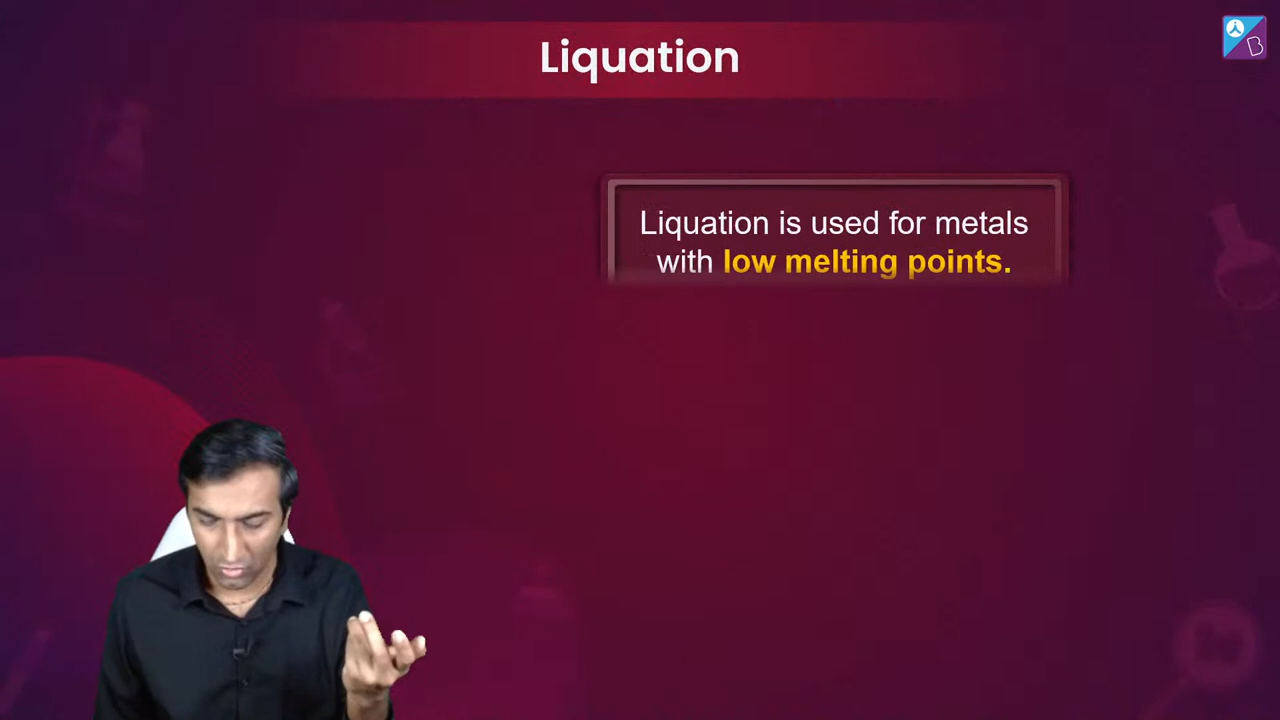 Liquation
Liquation is used for metals
with low melting points.
B